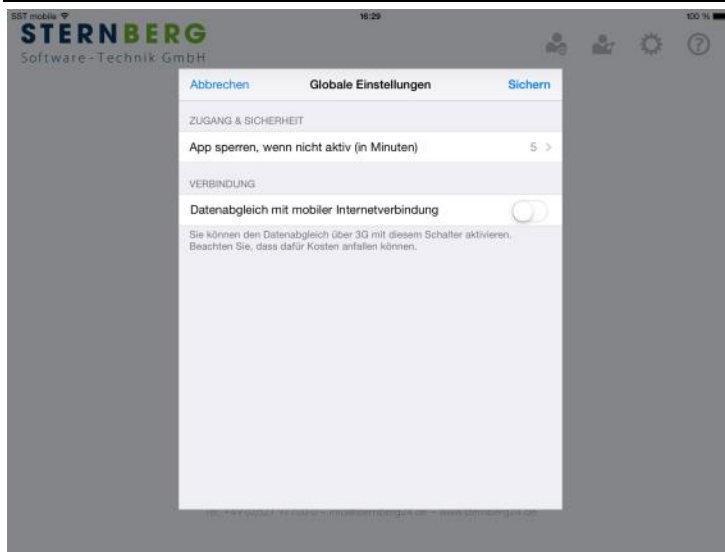 SST mobile 16:29 100 %
STERNBERG
Software-Technik GmbH
Abbrechen Globale Einstellungen Sichern
ZUGANG & SICHERHEIT
App sperren, wenn nicht aktiv (in Minuten) 5
VERBINDUNG
Datenabgleich mit mobiler Internetverbindung
Sie können den Datenabgleich über 3G mit diesem Schalter aktivieren.
Beachten Sie, dass dafür Kosten anfallen können.